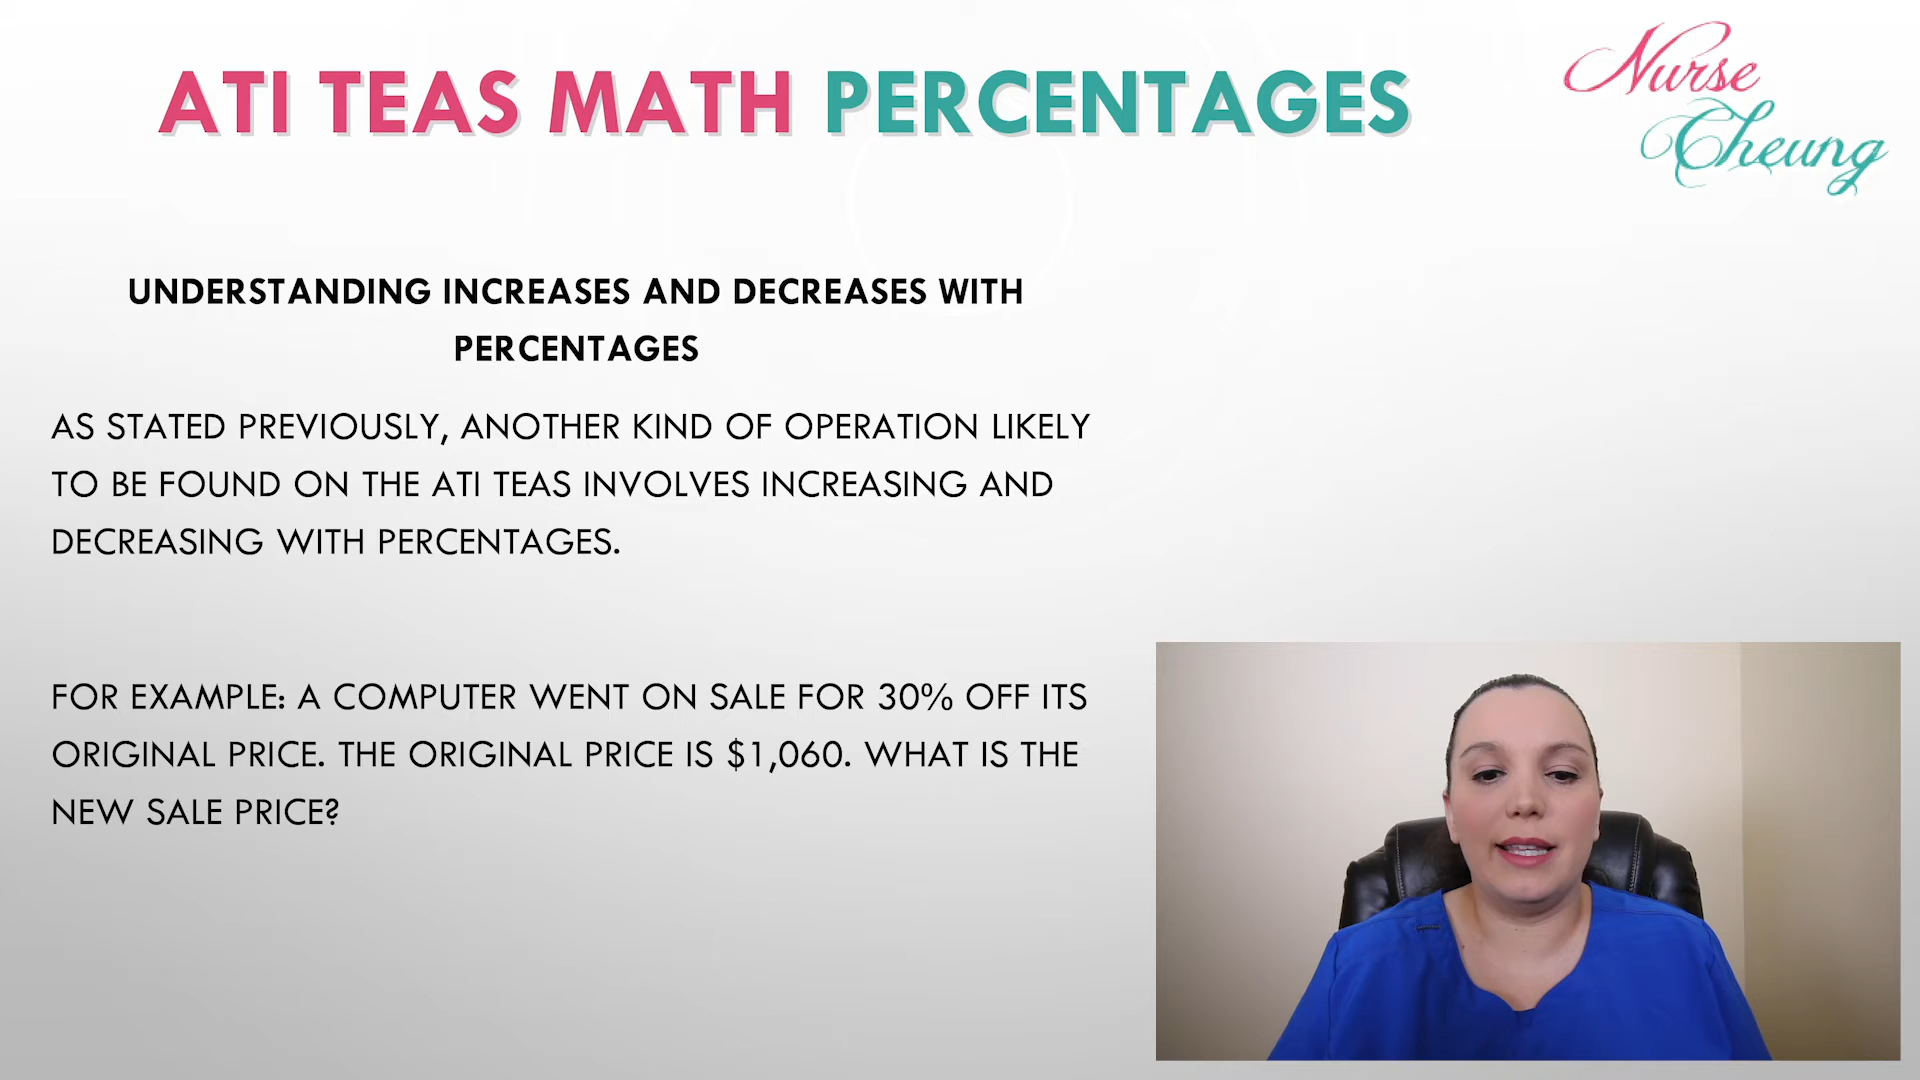 ATI TEAS MATH PERCENTAGES
Nurse
Cheung
UNDERSTANDING INCREASES AND DECREASES WITH
PERCENTAGES
AS STATED PREVIOUSLY, ANOTHER KIND OF OPERATION LIKELY
TO BE FOUND ON THE ATI TEAS INVOLVES INCREASING AND
DECREASING WITH PERCENTAGES.
FOR EXAMPLE: A COMPUTER WENT ON SALE FOR 30% OFF ITS
ORIGINAL PRICE. THE ORIGINAL PRICE IS $1,060. WHAT IS THE
NEW SALE PRICE?